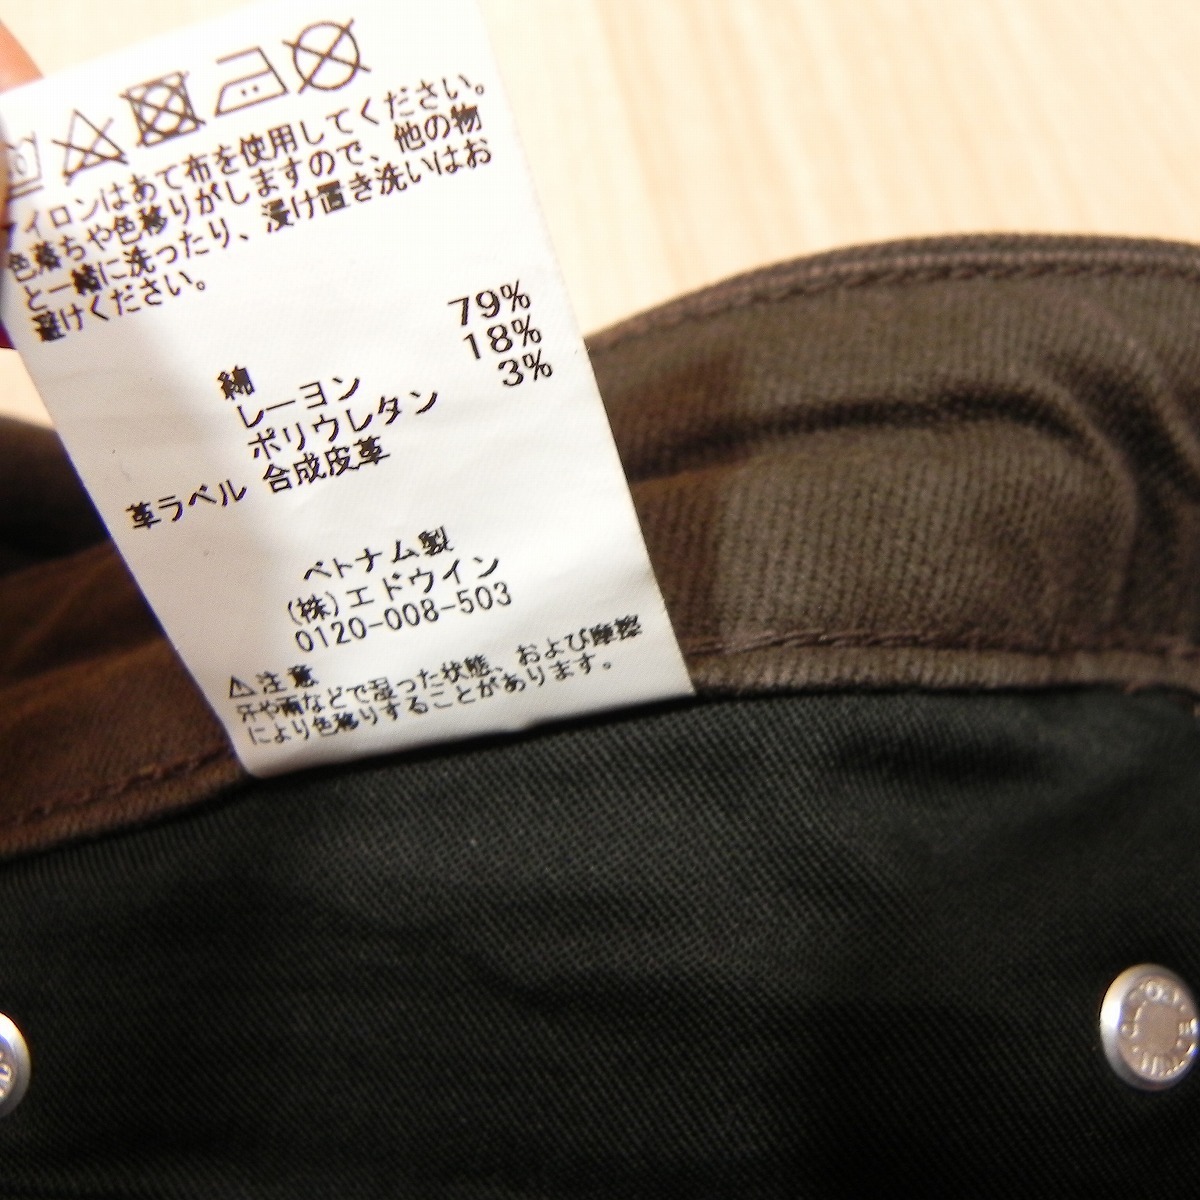 イロンはあて布を使用してください。
色落ちや色移りがしますので、他の物
と一緒に洗ったり、浸け置き洗いはお
避けください。
綿 79%
レーヨン 18%
ポリウレタン 3%
革ラベル 合成皮革
ベトナム製
(株)エドウイン
0120-008-503
⚠注意
汗や雨などで湿った状態、および摩擦
により色移りすることがあります。